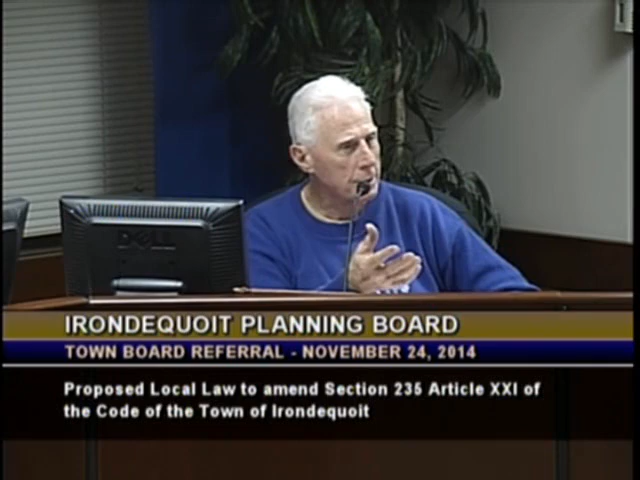 DELL
IRONDEQUOIT PLANNING BOARD
TOWN BOARD REFERRAL - NOVEMBER 24, 2014
Proposed Local Law to amend Section 235 Article XXI of
the Code of the Town of Irondequoit